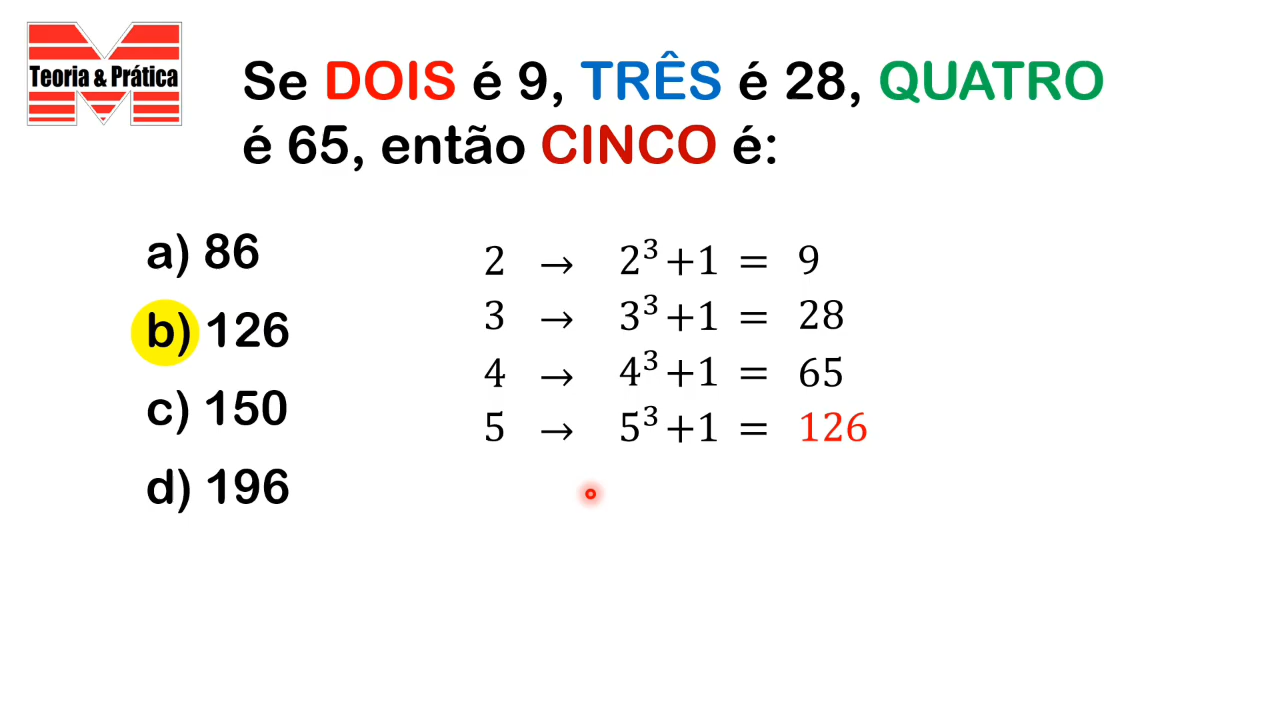 Teoria & Prática
Se DOIS é 9, TRÊS é 28, QUATRO
é 65, então CINCO é:
a) 86
b) 126
c) 150
d) 196
2 → 2³ +1 = 9
3 → 3³ +1 = 28
4 → 4³ +1 = 65
5 → 5³ +1 = 126